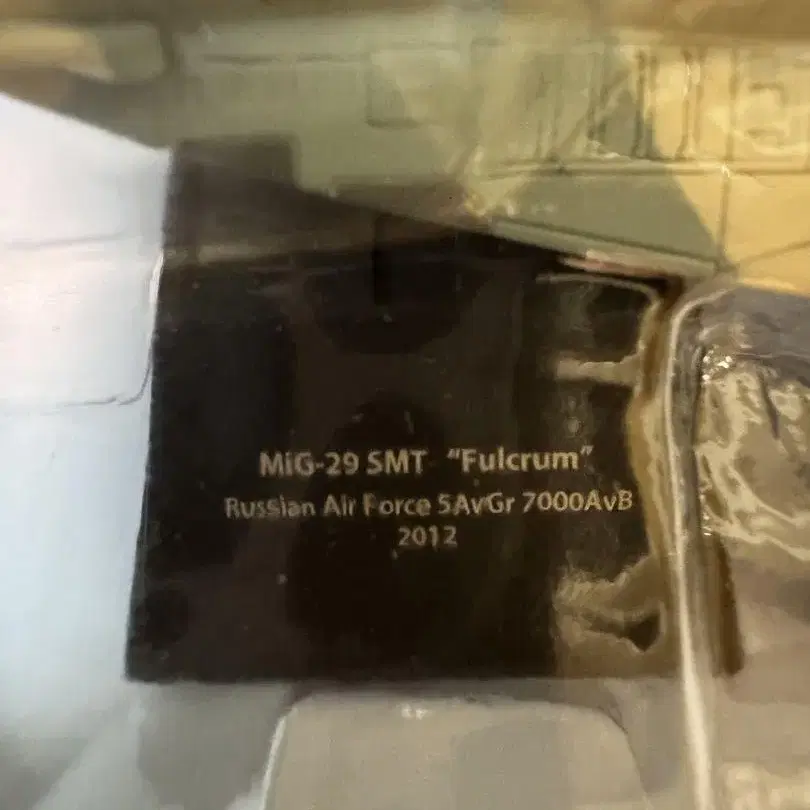 MiG-29 SMT "Fulcrum"
Russian Air Force 5AvGr 7000AvB
2012